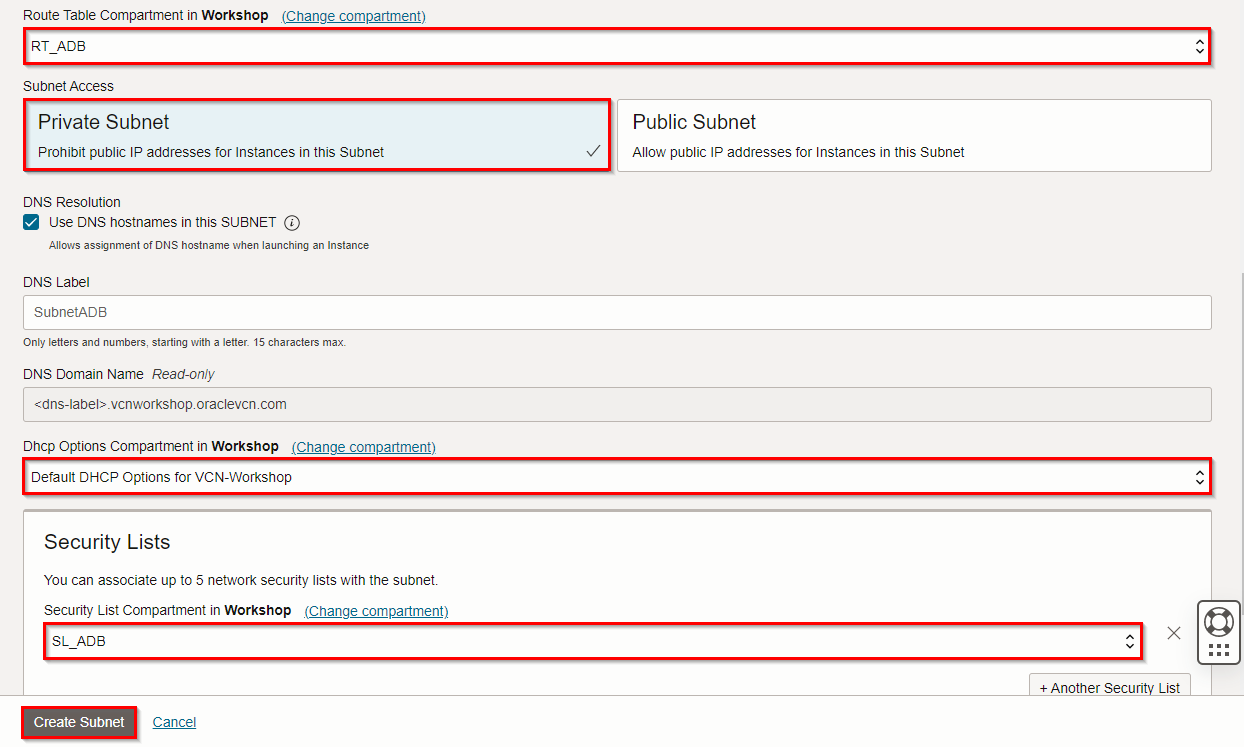 Route Table Compartment in Workshop (Change compartment)
RT_ADB
Subnet Access
Private Subnet
Prohibit public IP addresses for Instances in this Subnet
Public Subnet
Allow public IP addresses for Instances in this Subnet
DNS Resolution
Use DNS hostnames in this SUBNET
Allows assignment of DNS hostname when launching an Instance
DNS Label
SubnetADB
Only letters and numbers, starting with a letter. 15 characters max.
DNS Domain Name Read-only
<dns-label>.vcnworkshop.oraclevcn.com
Dhcp Options Compartment in Workshop (Change compartment)
Default DHCP Options for VCN-Workshop
Security Lists
You can associate up to 5 network security lists with the subnet.
Security List Compartment in Workshop (Change compartment)
SL_ADB
+ Another Security List
Create Subnet Cancel